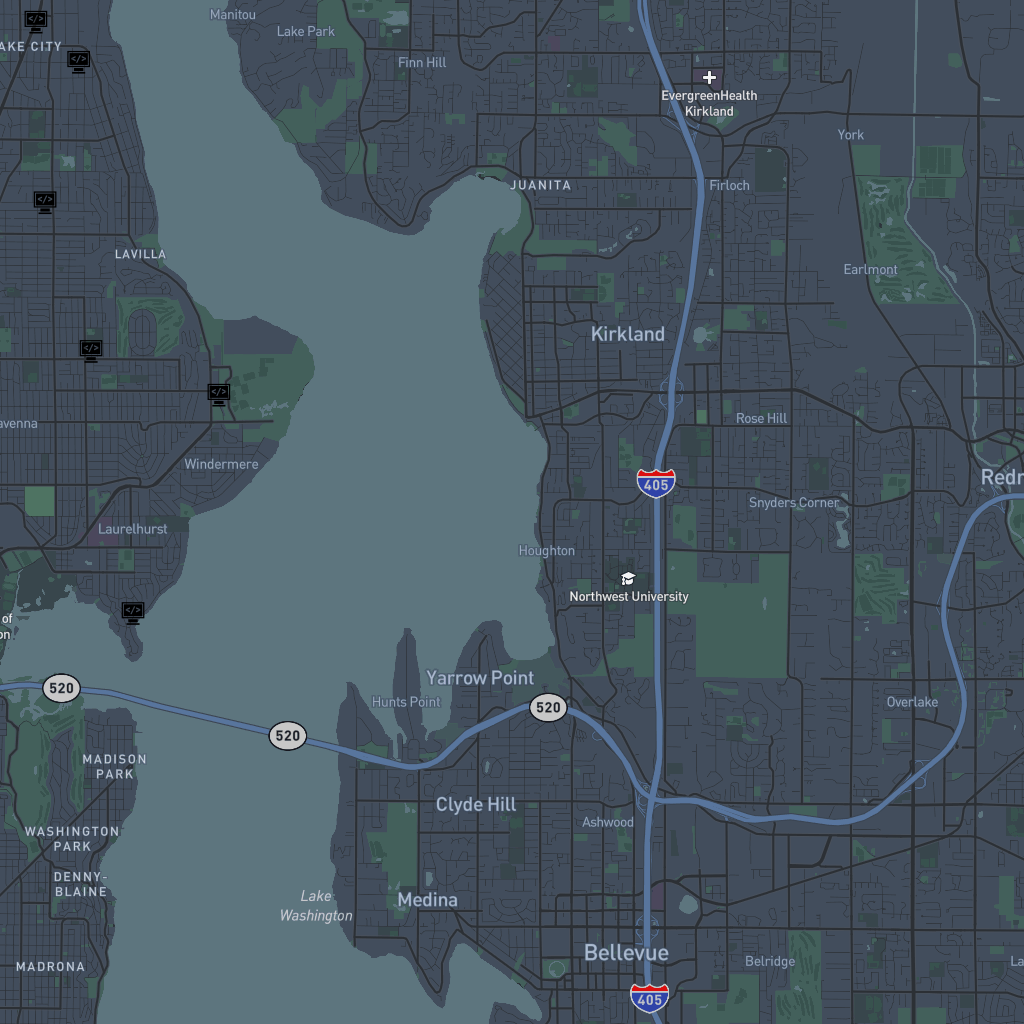 Manitou
Lake Park
</>
AKE CITY
</>
Finn Hill
EvergreenHealth
Kirkland
York
JUANITA
Firloch
</>
LAVILLA
Earlmont
Kirkland
</>
</>
Rose Hill
avenna
Windermere
405
Redr
Snyders Corner
Laurelhurst
Houghton
Northwest University
</>
of
on
Yarrow Point
520
Hunts Point
520
Overlake
520
MADISON
PARK
Clyde Hill
Ashwood
WASHINGTON
PARK
DENNY-
BLAINE
Lake
Washington
Medina
Bellevue
Belridge
La
MADRONA
405